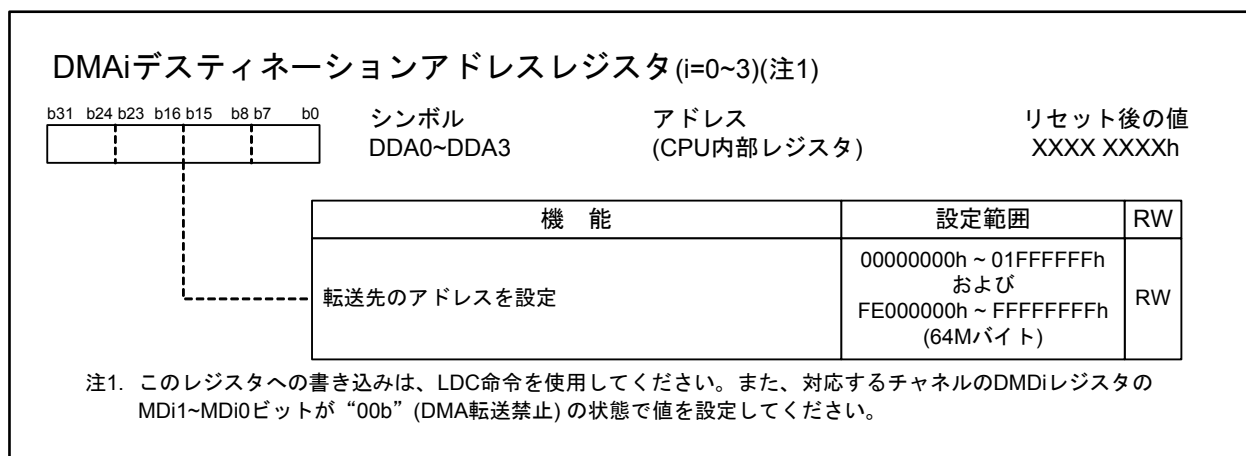 DMAiデスティネーションアドレスレジスタ(i=0~3)(注1)
b31 b24 b23 b16 b15 b8 b7 b0
シンボル アドレス リセット後の値
DDA0~DDA3 (CPU内部レジスタ) XXXX XXXXh
機 能 設定範囲 RW
転送先のアドレスを設定
00000000h ~ 01FFFFFFh
および
FE000000h ~ FFFFFFFFh
(64Mバイト)
RW
注1. このレジスタへの書き込みは、LDC命令を使用してください。また、対応するチャネルのDMDiレジスタの
MDi1~MDi0ビットが“00b”(DMA転送禁止) の状態で値を設定してください。